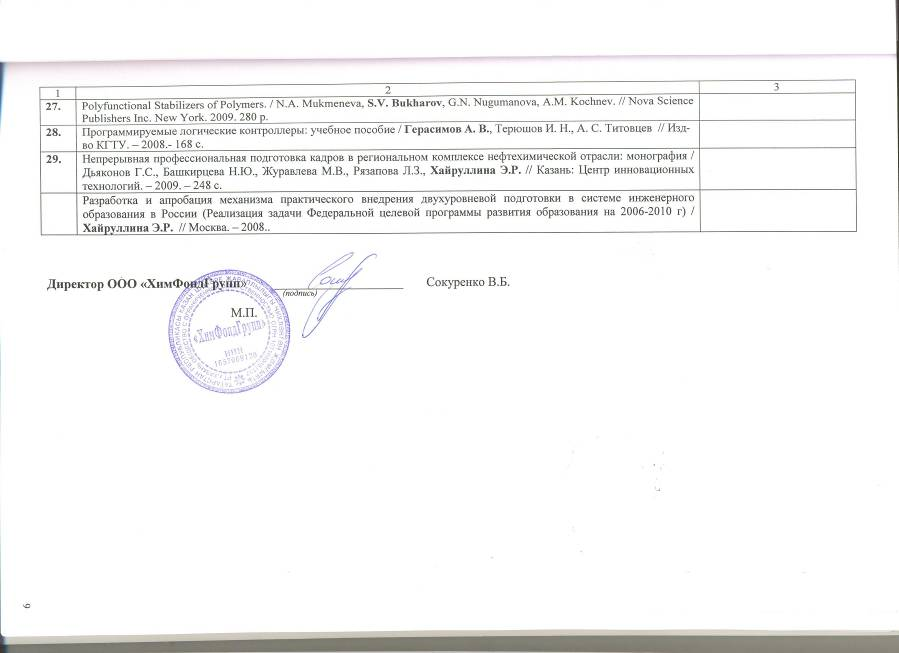 1 2 3
27. Polyfunctional Stabilizers of Polymers. / N.A. Mukmeneva, S.V. Bukharov, G.N. Nugumanova, A.M. Kochnev. // Nova Science
Publishers Inc. New York. 2009. 280 p.
28. Программируемые логические контроллеры: учебное пособие / Герасимов А. В., Терюшов И. Н., А. С. Титовцев // Изд-
во КГТУ. – 2008.- 168 с.
29. Непрерывная профессиональная подготовка кадров в региональном комплексе нефтехимической отрасли: монография /
Дьяконов Г.С., Башкирцева Н.Ю., Журавлева М.В., Рязапова Л.З., Хайруллина Э.Р. // Казань: Центр инновационных
технологий. – 2009. – 248 с.
Разработка и апробация механизма практического внедрения двухуровневой подготовки в системе инженерного
образования в России (Реализация задачи Федеральной целевой программы развития образования на 2006-2010 г) /
Хайруллина Э.Р. // Москва. – 2008..
Директор ООО «ХимФондГрупп» Сокуренко В.Б.
(подпись)
М.П.
«ХимФондГрупп»
ИНН
6